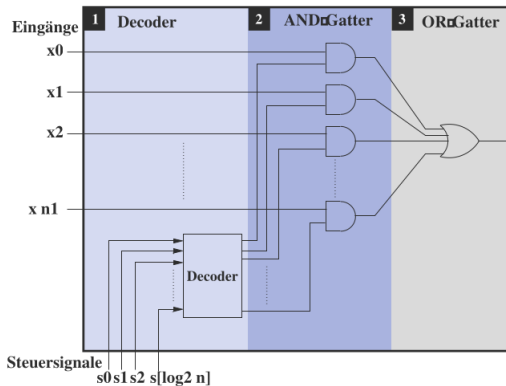 Eingänge
1 Decoder
2 AND▯Gatter
3 OR▯Gatter
x0
x1
x2
x n1
Decoder
Steuersignale
s0 s1 s2 s[log2 n]